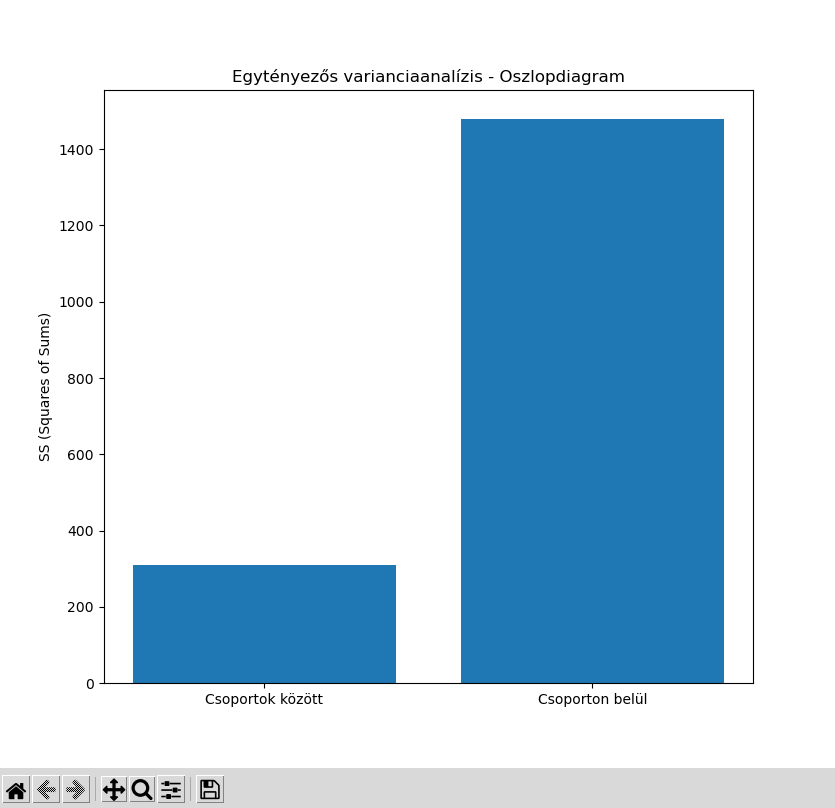 Egytényezős varianciaanalízis - Oszlopdiagram
SS (Squares of Sums)
1400
1200
1000
800
600
400
200
0
Csoportok között
Csoporton belül